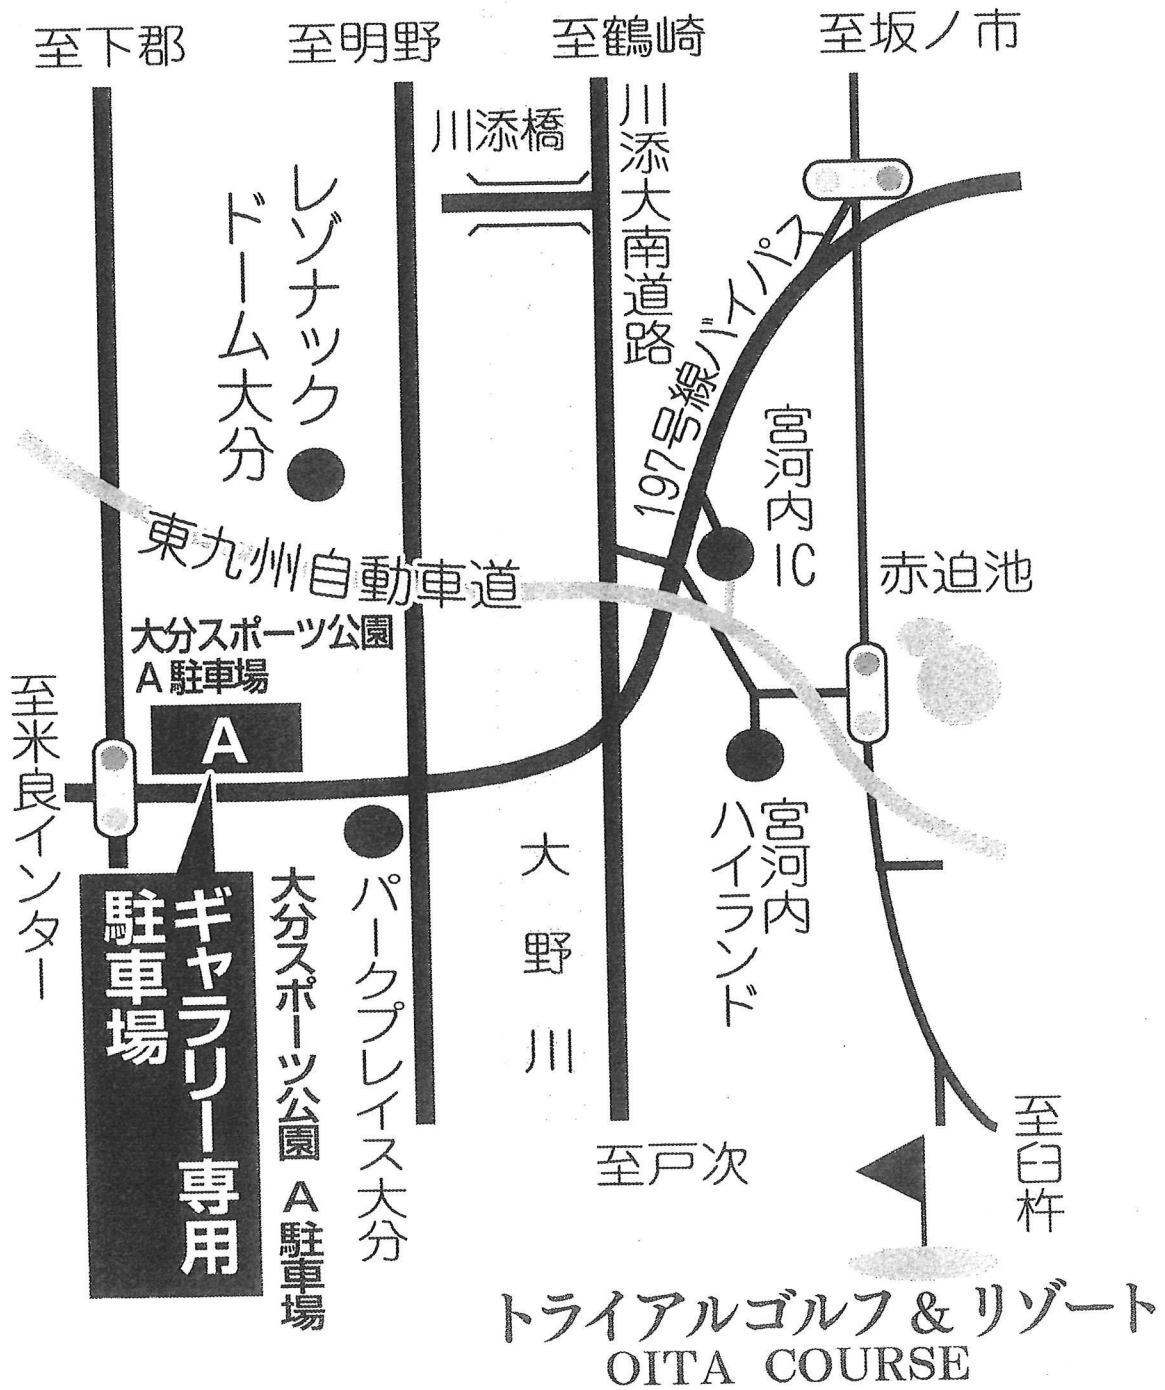 至下郡
至明野
至鶴崎
至坂ノ市
川添橋
川添大南道路
レゾナック
ドーム大分
197号線バイパス
宮河内
IC
東九州自動車道
赤迫池
大分スポーツ公園
A 駐車場
A
至米良インター
ギャラリー専用
駐車場
大分スポーツ公園 A 駐車場
パークプレイス大分
大野川
宮河内
ハイランド
至戸次
至臼杵
トライアルゴルフ & リゾート
OITA COURSE